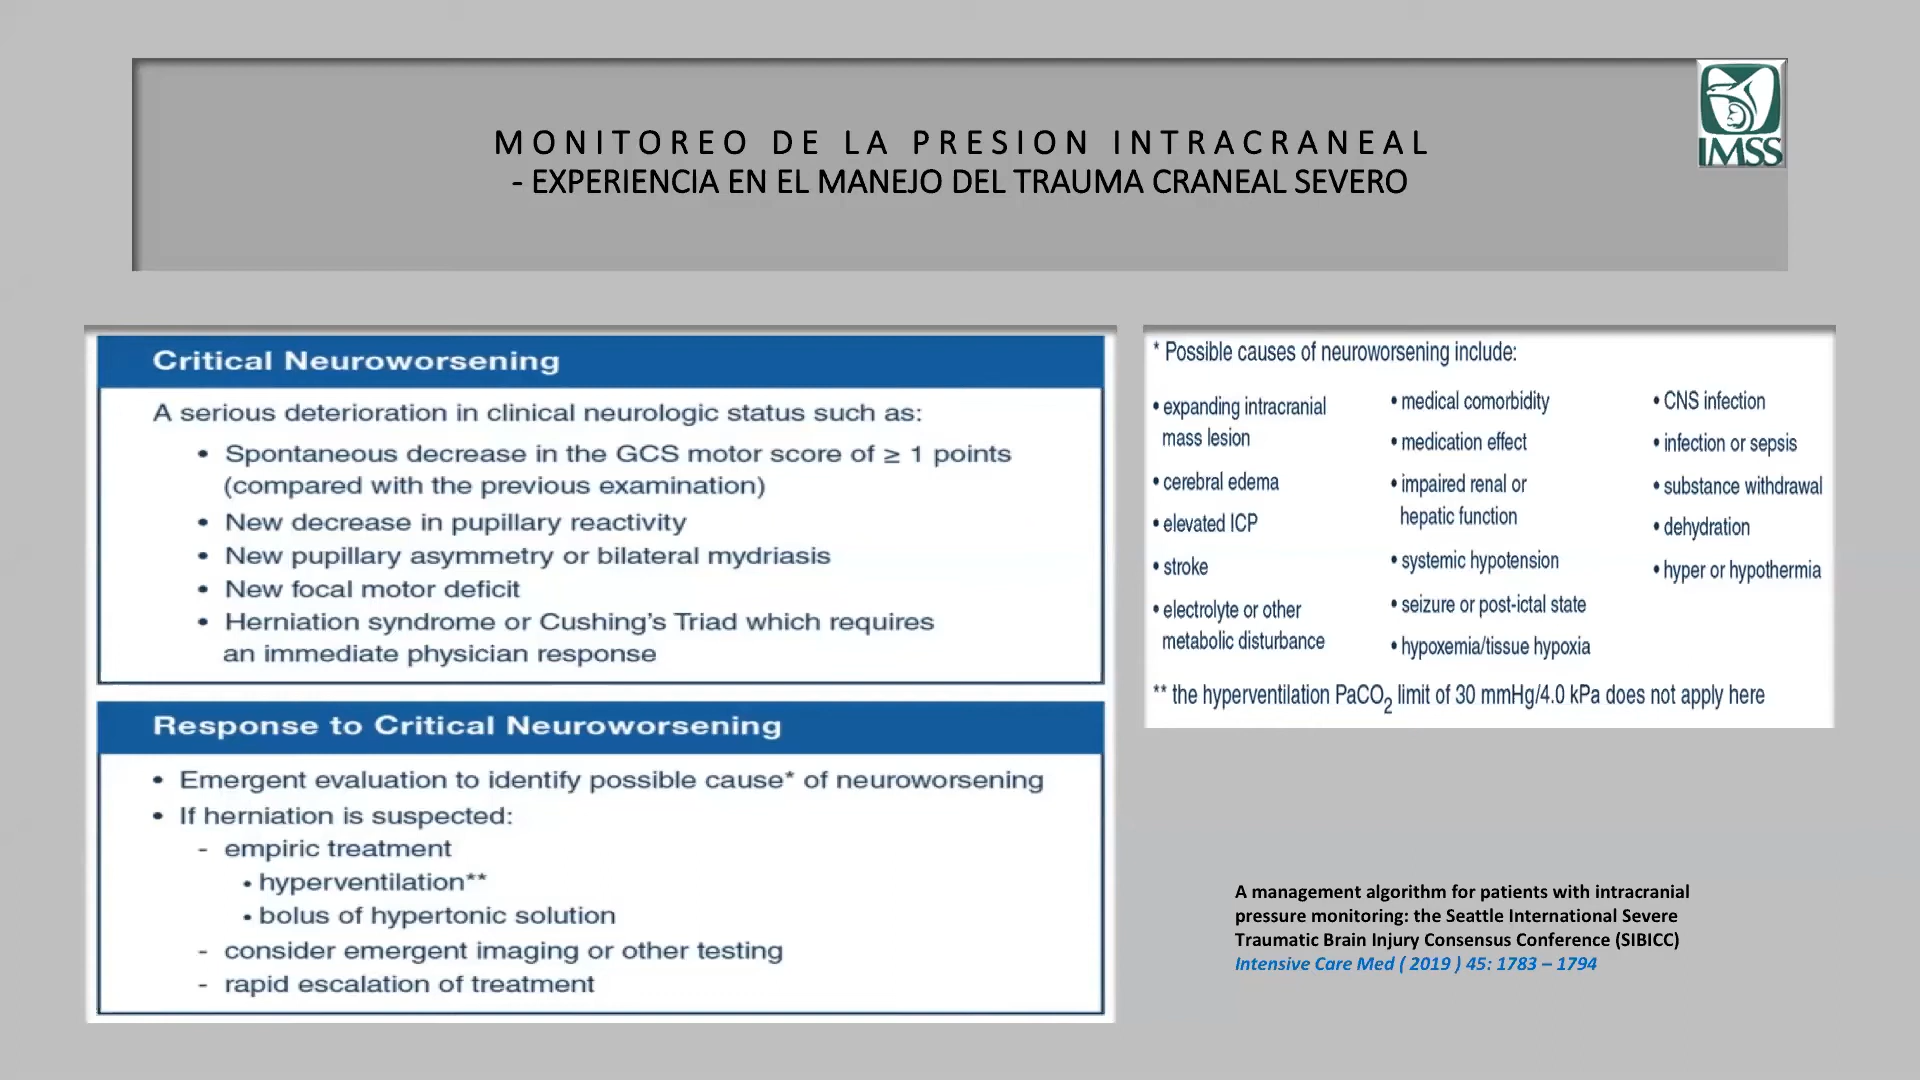 MONITOREO DE LA PRESION INTRACRANEAL
- EXPERIENCIA EN EL MANEJO DEL TRAUMA CRANEAL SEVERO
IMSS
Critical Neuroworsening
A serious deterioration in clinical neurologic status such as:
• Spontaneous decrease in the GCS motor score of ≥ 1 points
(compared with the previous examination)
• New decrease in pupillary reactivity
• New pupillary asymmetry or bilateral mydriasis
• New focal motor deficit
• Herniation syndrome or Cushing's Triad which requires
an immediate physician response
Response to Critical Neuroworsening
• Emergent evaluation to identify possible cause* of neuroworsening
• If herniation is suspected:
- empiric treatment
• hyperventilation**
• bolus of hypertonic solution
- consider emergent imaging or other testing
- rapid escalation of treatment
* Possible causes of neuroworsening include:
• expanding intracranial
mass lesion
• cerebral edema
• elevated ICP
• stroke
• electrolyte or other
metabolic disturbance
• medical comorbidity
• medication effect
• impaired renal or
hepatic function
• systemic hypotension
• seizure or post-ictal state
• hypoxemia/tissue hypoxia
• CNS infection
• infection or sepsis
• substance withdrawal
• dehydration
• hyper or hypothermia
** the hyperventilation PaCO2 limit of 30 mmHg/4.0 kPa does not apply here
A management algorithm for patients with intracranial
pressure monitoring: the Seattle International Severe
Traumatic Brain Injury Consensus Conference (SIBICC)
Intensive Care Med ( 2019 ) 45: 1783 – 1794